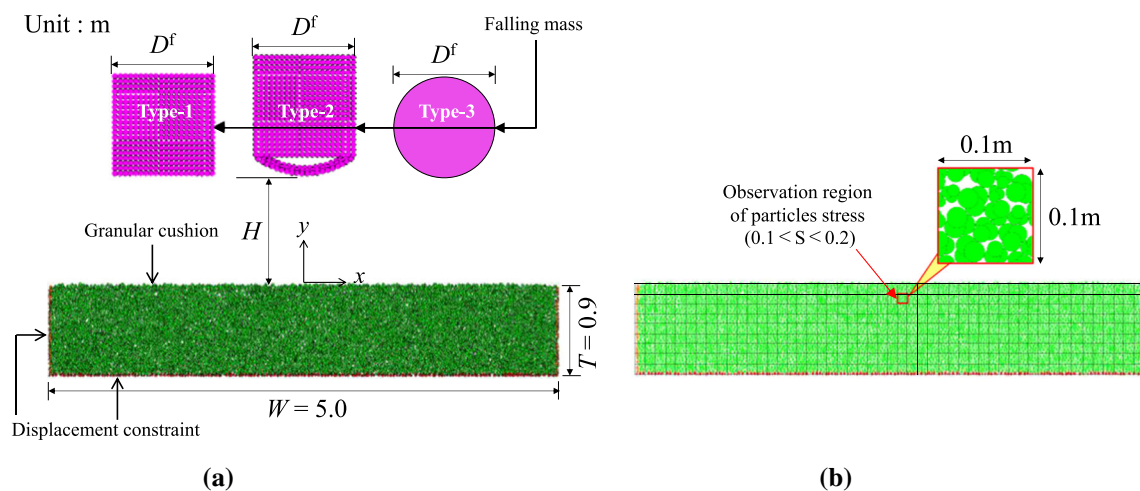 Unit : m
Falling mass
D^f
D^f
D^f
Type-1
Type-2
Type-3
H
y
x
Granular cushion
T = 0.9
W = 5.0
Displacement constraint
(a)
0.1m
0.1m
Observation region
of particles stress
(0.1 < S < 0.2)
(b)